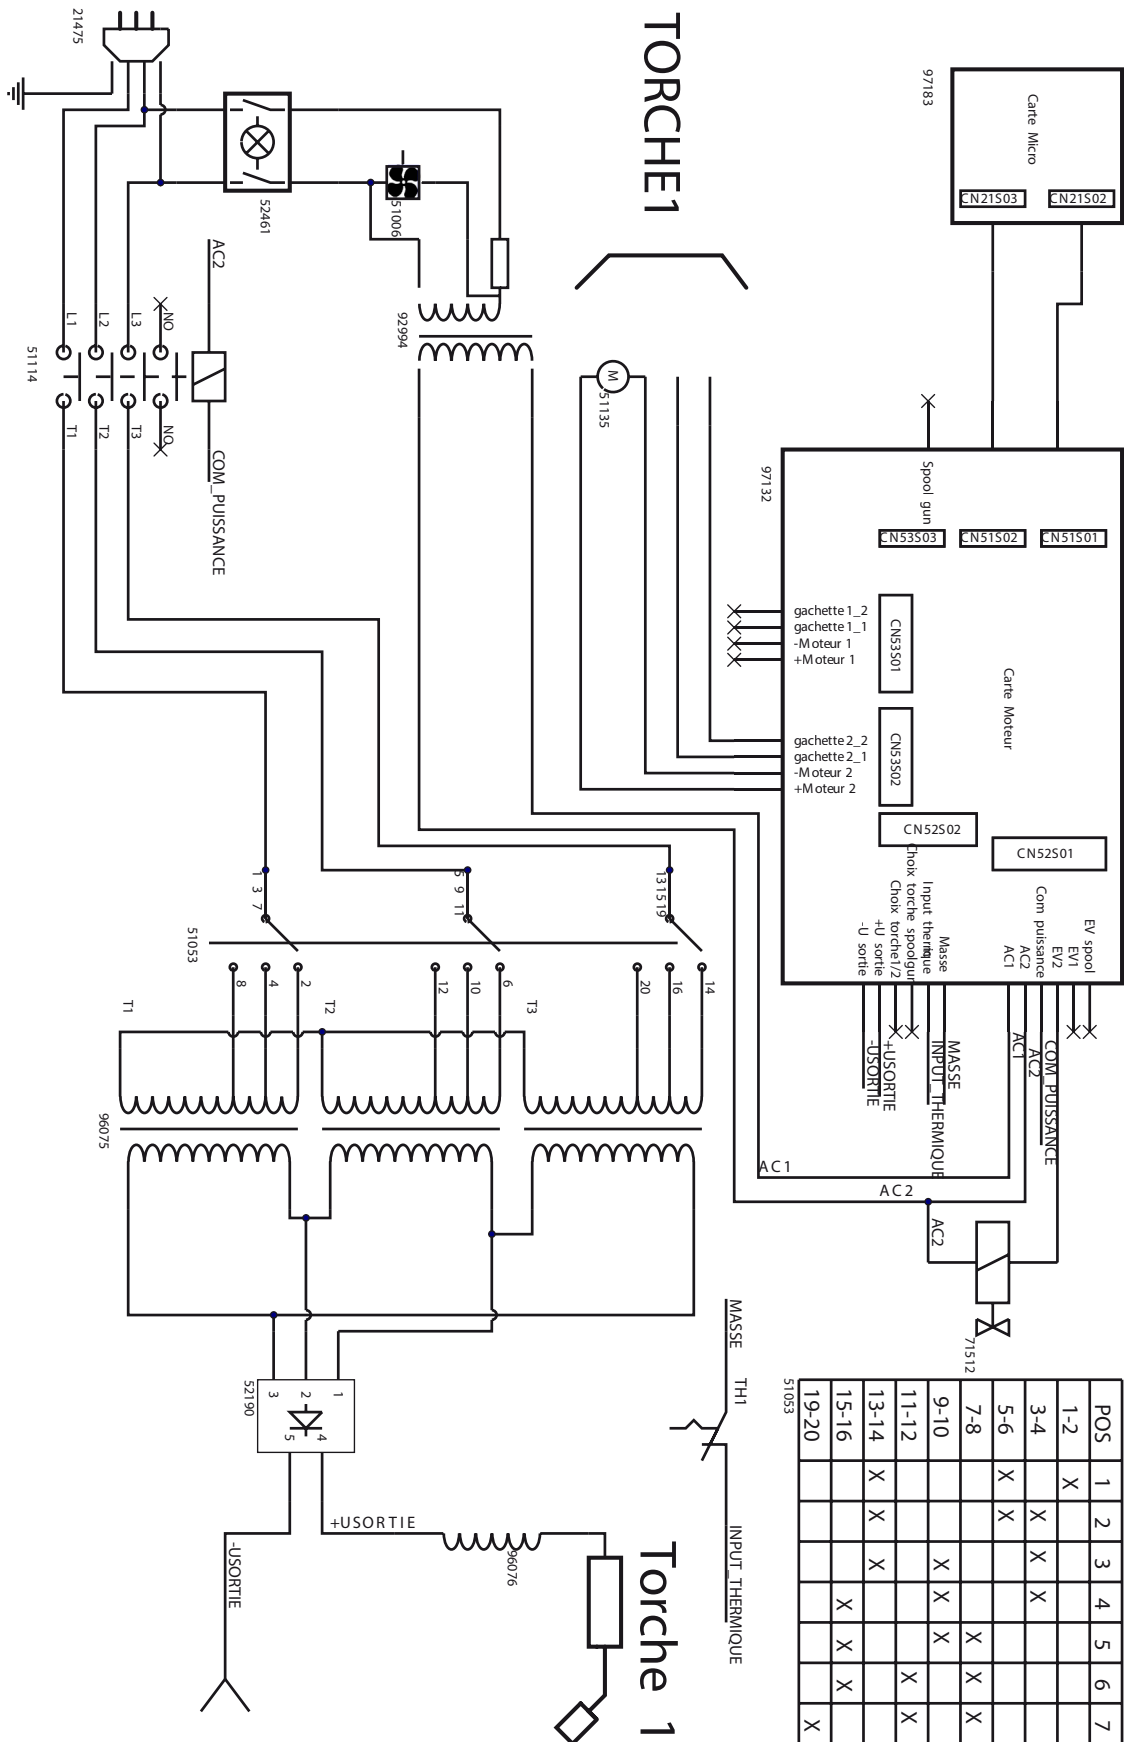 21475
TORCHE1
97183
Carte Micro
CN21S03
CN21S02
52461
51006
AC2
92994
L1
L2
L3
NO
51114
T1
T2
T3
NO
COM_PUISSANCE
M
51135
97132
Spool gun
CN53S03
CN51S02
CN51S01
gachette 1_2
gachette 1_1
-Moteur 1
+Moteur 1
CN53S01
Carte Moteur
gachette 2_2
gachette 2_1
-Moteur 2
+Moteur 2
CN53S02
CN52S02
CN52S01
-U sortie
+U sortie
Choix torche1/2
Choix torche spoolgun
Input thermique
Masse
AC1
AC2
Com puissance
EV2
EV1
EV spool
-USORTIE
+USORTIE
INPUT_THERMIQUE
MASSE
AC1
AC2
COM_PUISSANCE
1 3 7
5 9 11
13 15 19
51053
8
4
2
12
10
6
20
16
14
T1
T2
T3
96075
AC1
AC2
AC2
71512
MASSE
TH1
INPUT_THERMIQUE
52190
3
2
1
5
4
+USORTIE
-USORTIE
96076
Torche 1
51053
POS 1 2 3 4 5 6 7
1-2 X
3-4 X X X
5-6 X X
7-8 X X X
9-10 X X X
11-12 X X
13-14 X X X
15-16 X X X
19-20 X